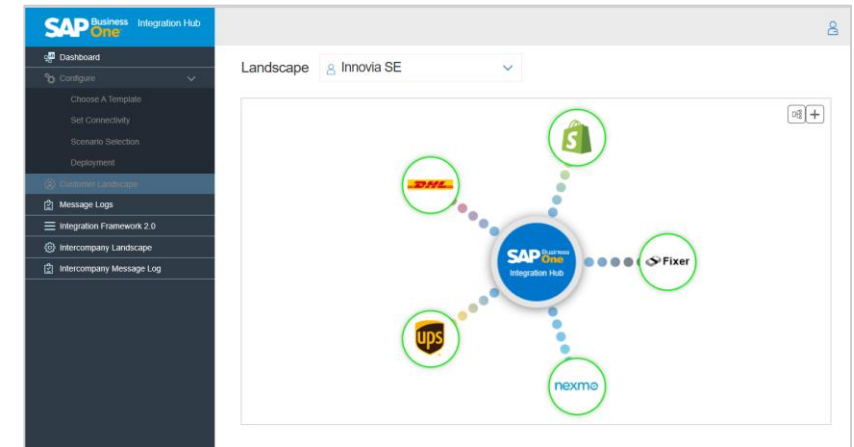 SAP Business One Integration Hub
Dashboard
Configure
Choose A Template
Set Connectivity
Scenario Selection
Deployment
Customer Landscape
Message Logs
Integration Framework 2.0
Intercompany Landscape
Intercompany Message Log
Landscape Innovia SE
DHL
SAP Business One
Integration Hub
Fixer
ups
nexmo